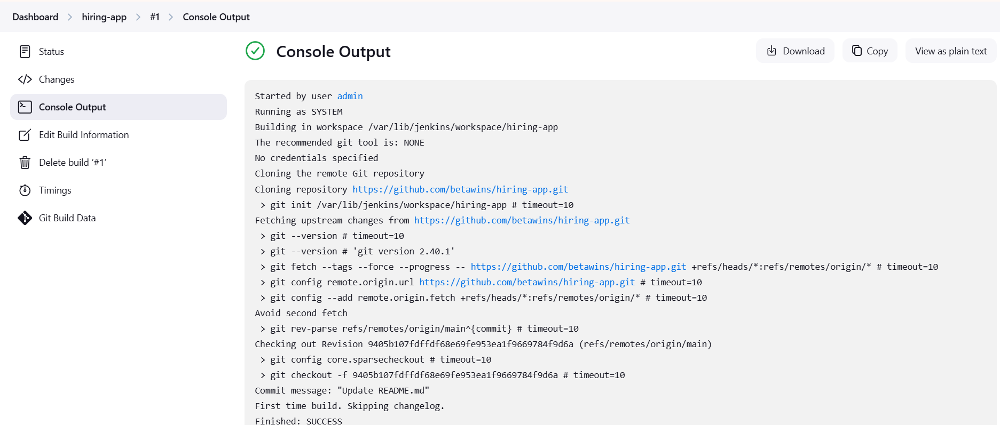 Dashboard > hiring-app > #1 > Console Output
Status
Changes
Console Output
Edit Build Information
Delete build ‘#1’
Timings
Git Build Data
Console Output
Download
Copy
View as plain text
Started by user admin
Running as SYSTEM
Building in workspace /var/lib/jenkins/workspace/hiring-app
The recommended git tool is: NONE
No credentials specified
Cloning the remote Git repository
Cloning repository https://github.com/betawins/hiring-app.git
 > git init /var/lib/jenkins/workspace/hiring-app # timeout=10
Fetching upstream changes from https://github.com/betawins/hiring-app.git
 > git --version # timeout=10
 > git --version # 'git version 2.40.1'
 > git fetch --tags --force --progress -- https://github.com/betawins/hiring-app.git +refs/heads/*:refs/remotes/origin/* # timeout=10
 > git config remote.origin.url https://github.com/betawins/hiring-app.git # timeout=10
 > git config --add remote.origin.fetch +refs/heads/*:refs/remotes/origin/* # timeout=10
Avoid second fetch
 > git rev-parse refs/remotes/origin/main^{commit} # timeout=10
Checking out Revision 9405b107fdffdf68e69fe953ea1f9669784f9d6a (refs/remotes/origin/main)
 > git config core.sparsecheckout # timeout=10
 > git checkout -f 9405b107fdffdf68e69fe953ea1f9669784f9d6a # timeout=10
Commit message: "Update README.md"
First time build. Skipping changelog.
Finished: SUCCESS